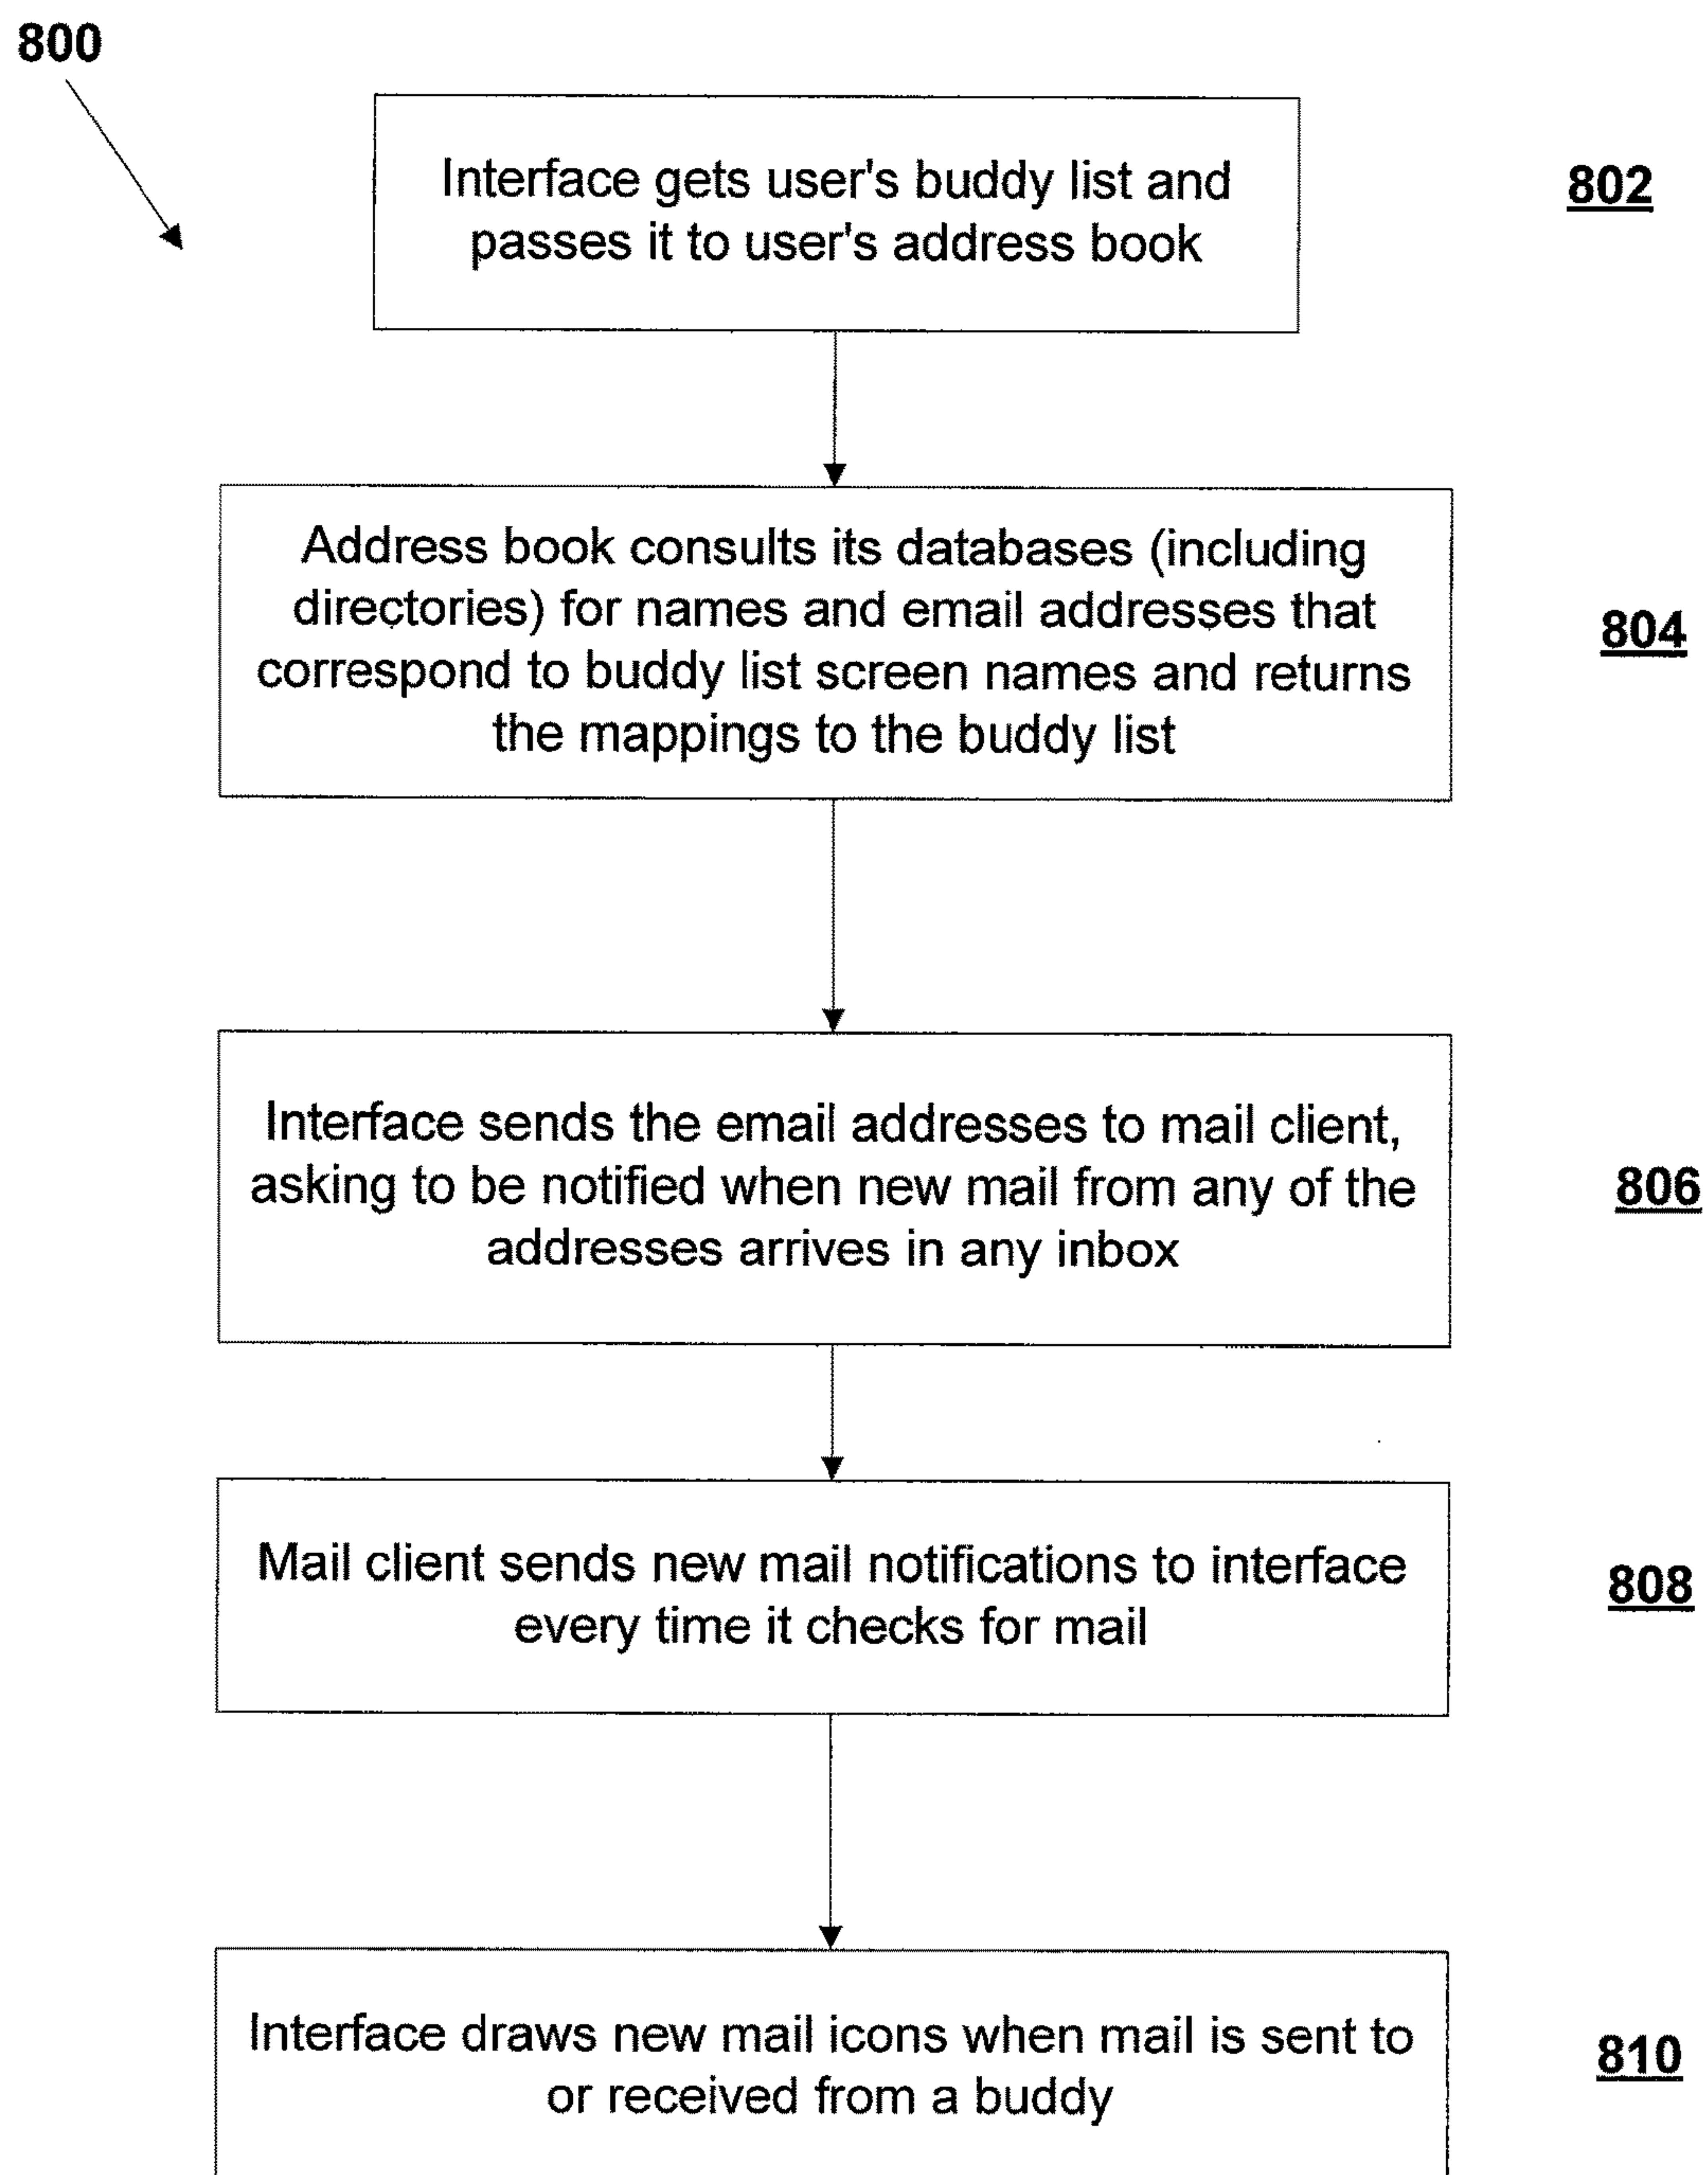 800
Interface gets user's buddy list and
passes it to user's address book
802
Address book consults its databases (including
directories) for names and email addresses that
correspond to buddy list screen names and returns
the mappings to the buddy list
804
Interface sends the email addresses to mail client,
asking to be notified when new mail from any of the
addresses arrives in any inbox
806
Mail client sends new mail notifications to interface
every time it checks for mail
808
Interface draws new mail icons when mail is sent to
or received from a buddy
810